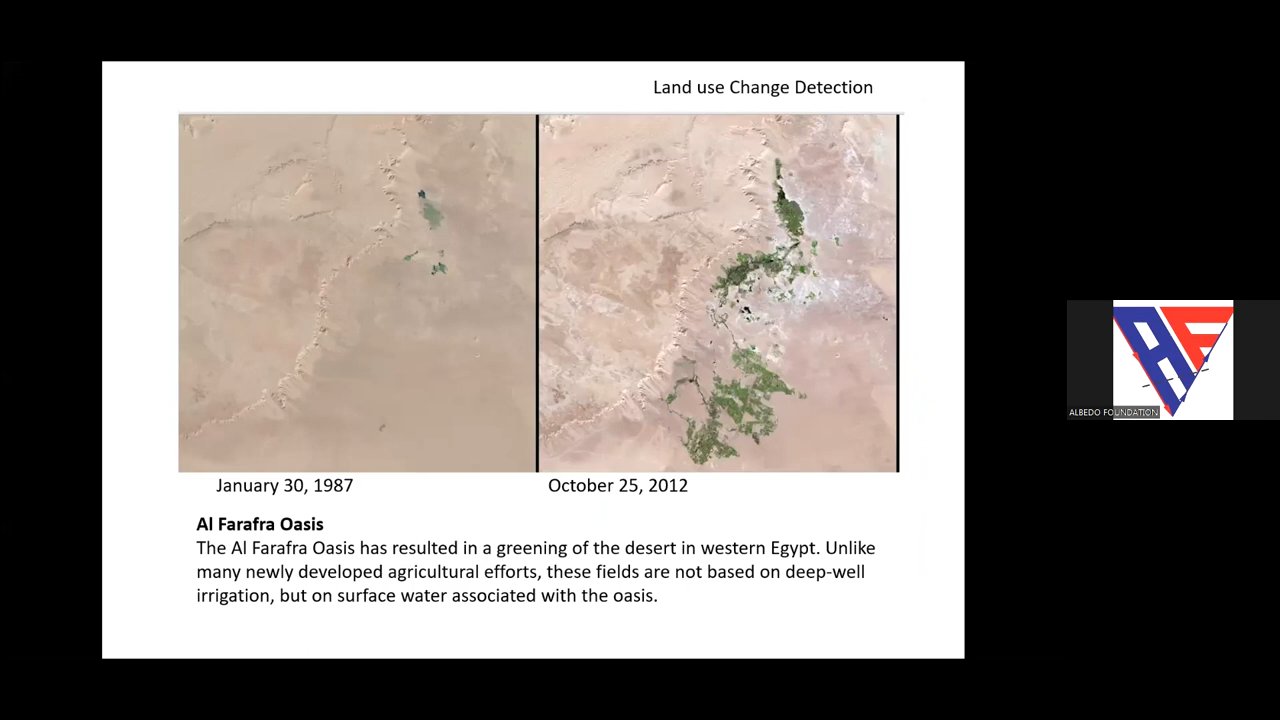 Land use Change Detection
January 30, 1987
October 25, 2012
Al Farafra Oasis
The Al Farafra Oasis has resulted in a greening of the desert in western Egypt. Unlike
many newly developed agricultural efforts, these fields are not based on deep-well
irrigation, but on surface water associated with the oasis.
AF
ALBEDO FOUNDATION